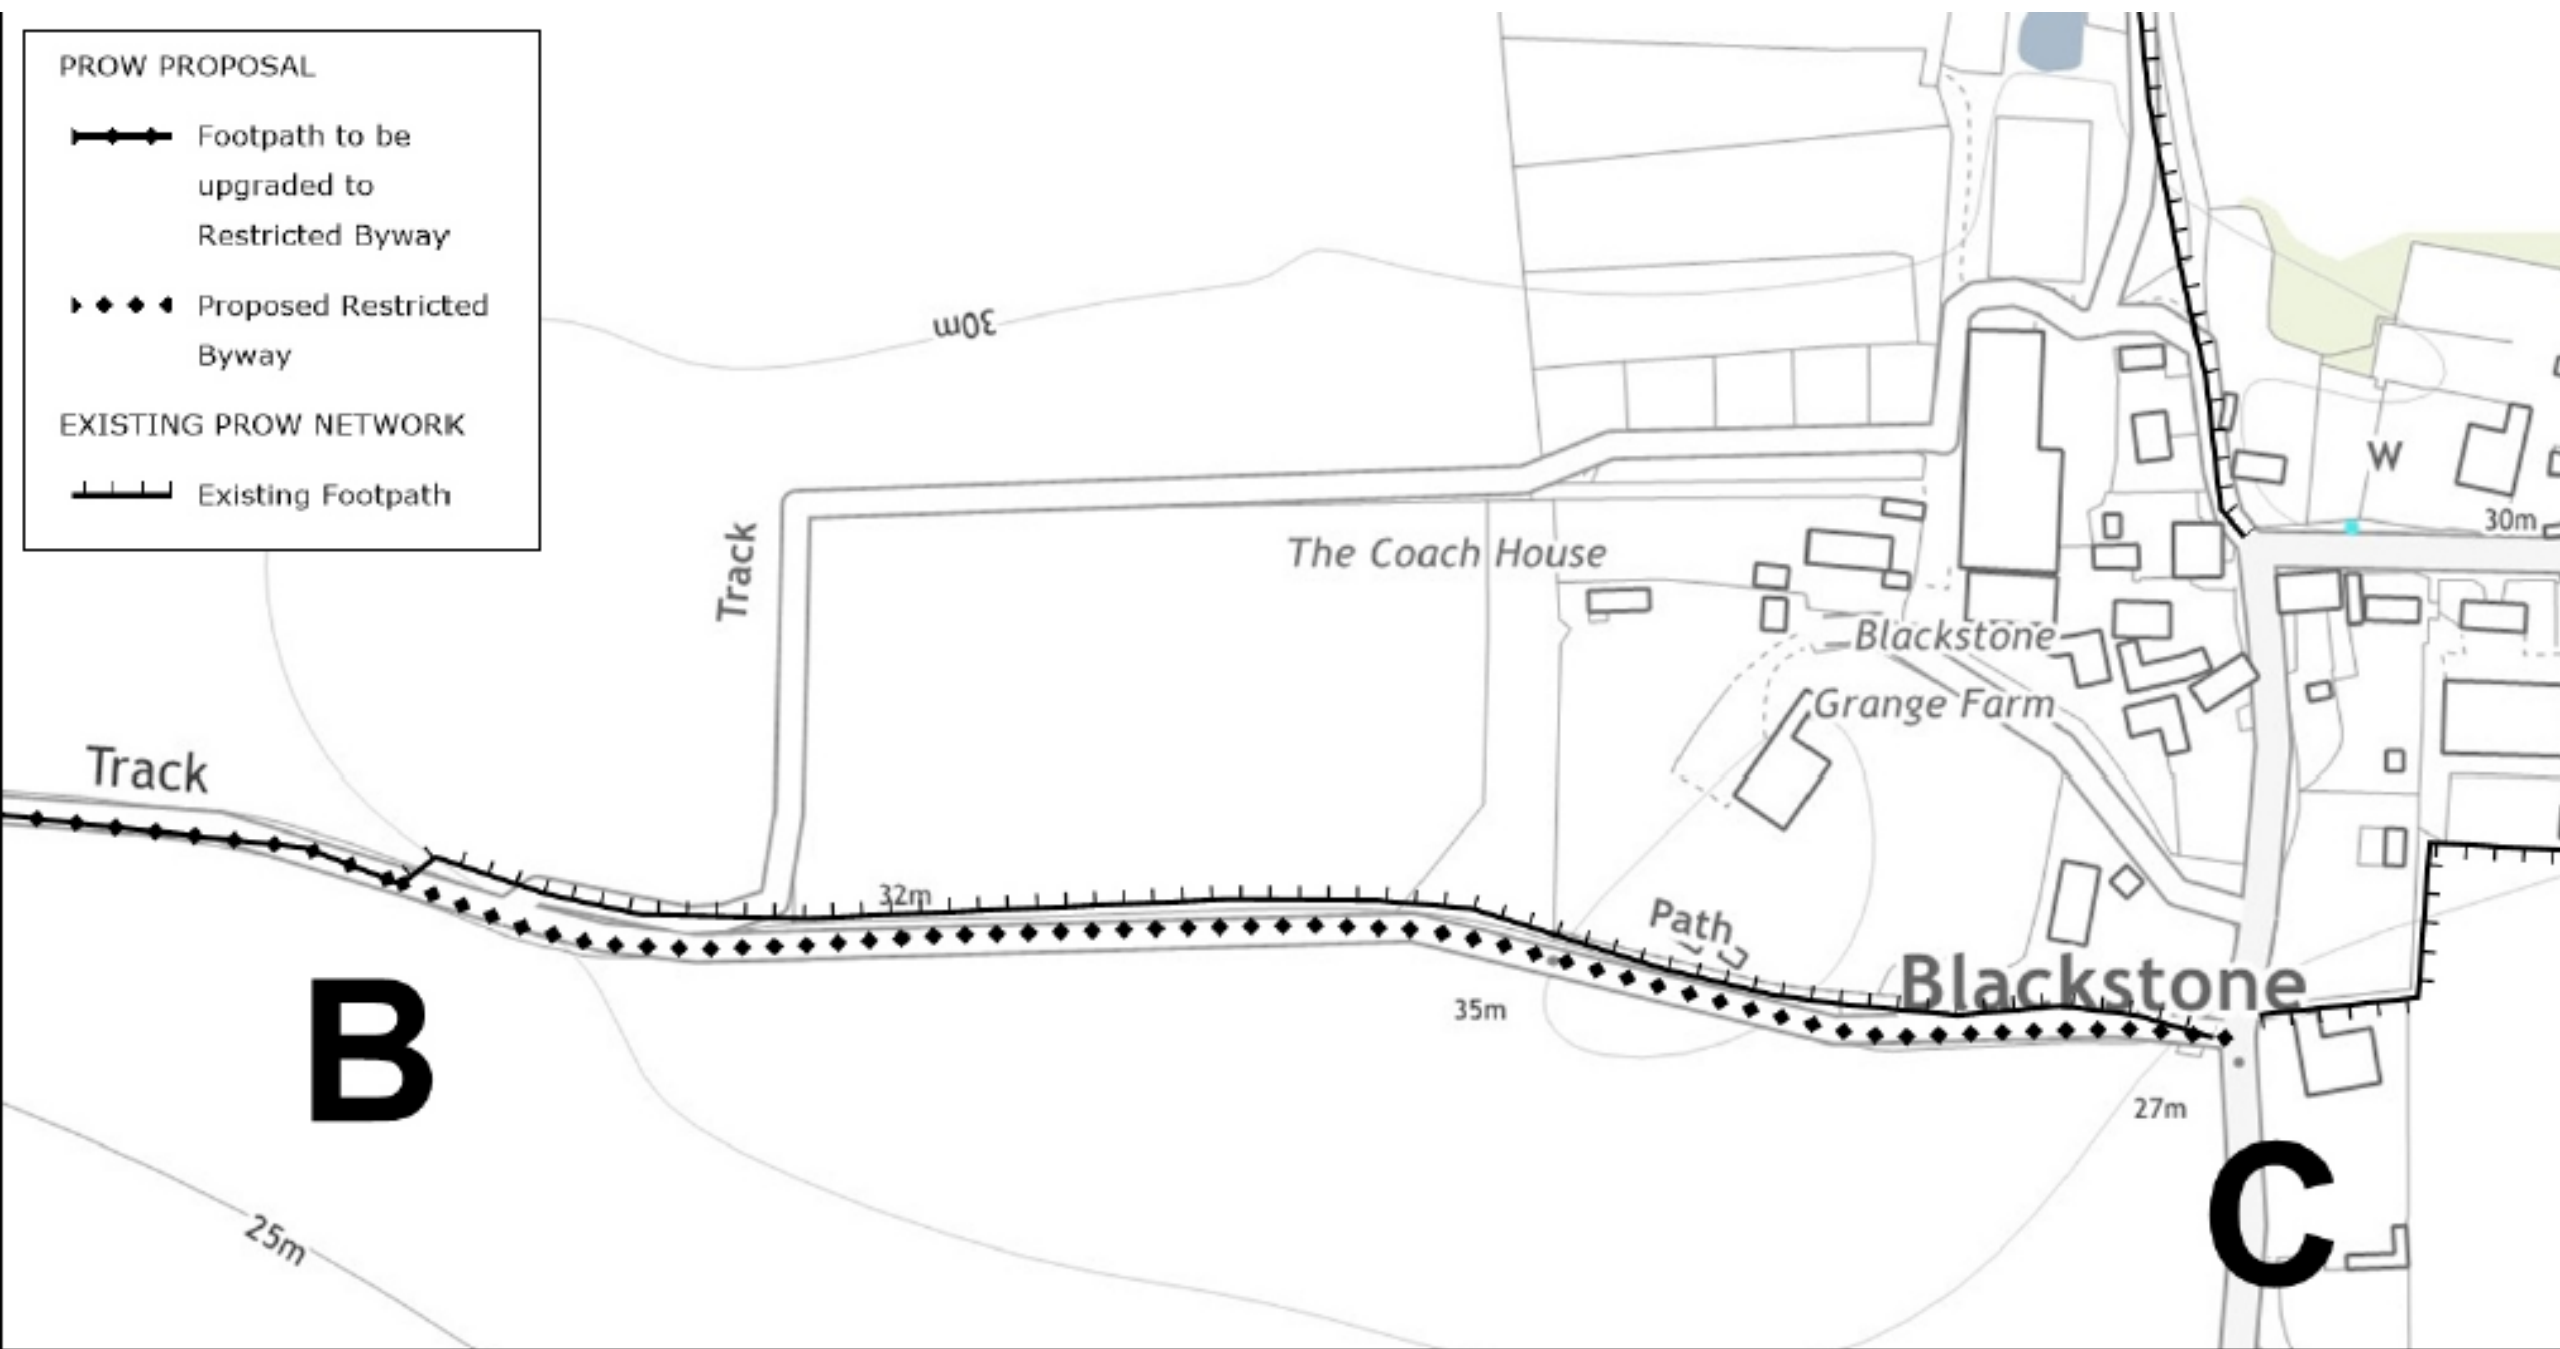 PROW PROPOSAL
Footpath to be
upgraded to
Restricted Byway
Proposed Restricted
Byway
EXISTING PROW NETWORK
Existing Footpath
30m
W
30m
Track
The Coach House
Blackstone
Grange Farm
Track
32m
Path
Blackstone
35m
B
27m
C
25m